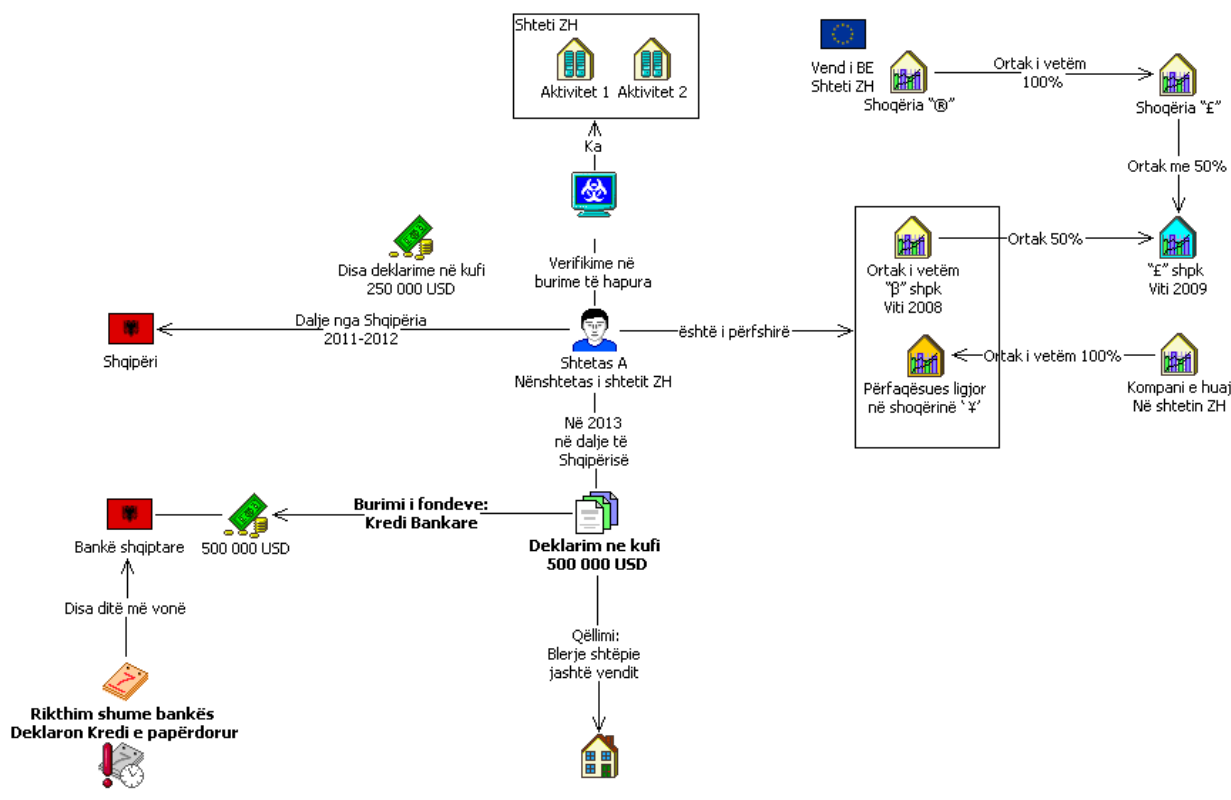 Shteti ZH
Aktivitet 1
Aktivitet 2
Ka
Vend i BE
Shteti ZH
Shoqëria "®"
Ortak i vetëm
100%
Shoqëria "£"
Ortak me 50%
Disa deklarime në kufi
250 000 USD
Verifikime në
burime të hapura
Ortak i vetëm
"β" shpk
Viti 2008
Ortak 50%
"£" shpk
Viti 2009
Shqipëri
Dalje nga Shqipëria
2011-2012
Shtetas A
Nënshtetas i shtetit ZH
është i përfshirë
Përfaqësues ligjor
në shoqërinë '¥'
Ortak i vetëm 100%
Kompani e huaj
Në shtetin ZH
Në 2013
në dalje të
Shqipërisë
Bankë shqiptare
500 000 USD
Burimi i fondeve:
Kredi Bankare
Deklarim ne kufi
500 000 USD
Disa ditë më vonë
Qëllimi:
Blerje shtëpie
jashtë vendit
7
Rikthim shume bankës
Deklaron Kredi e papërdorur
7